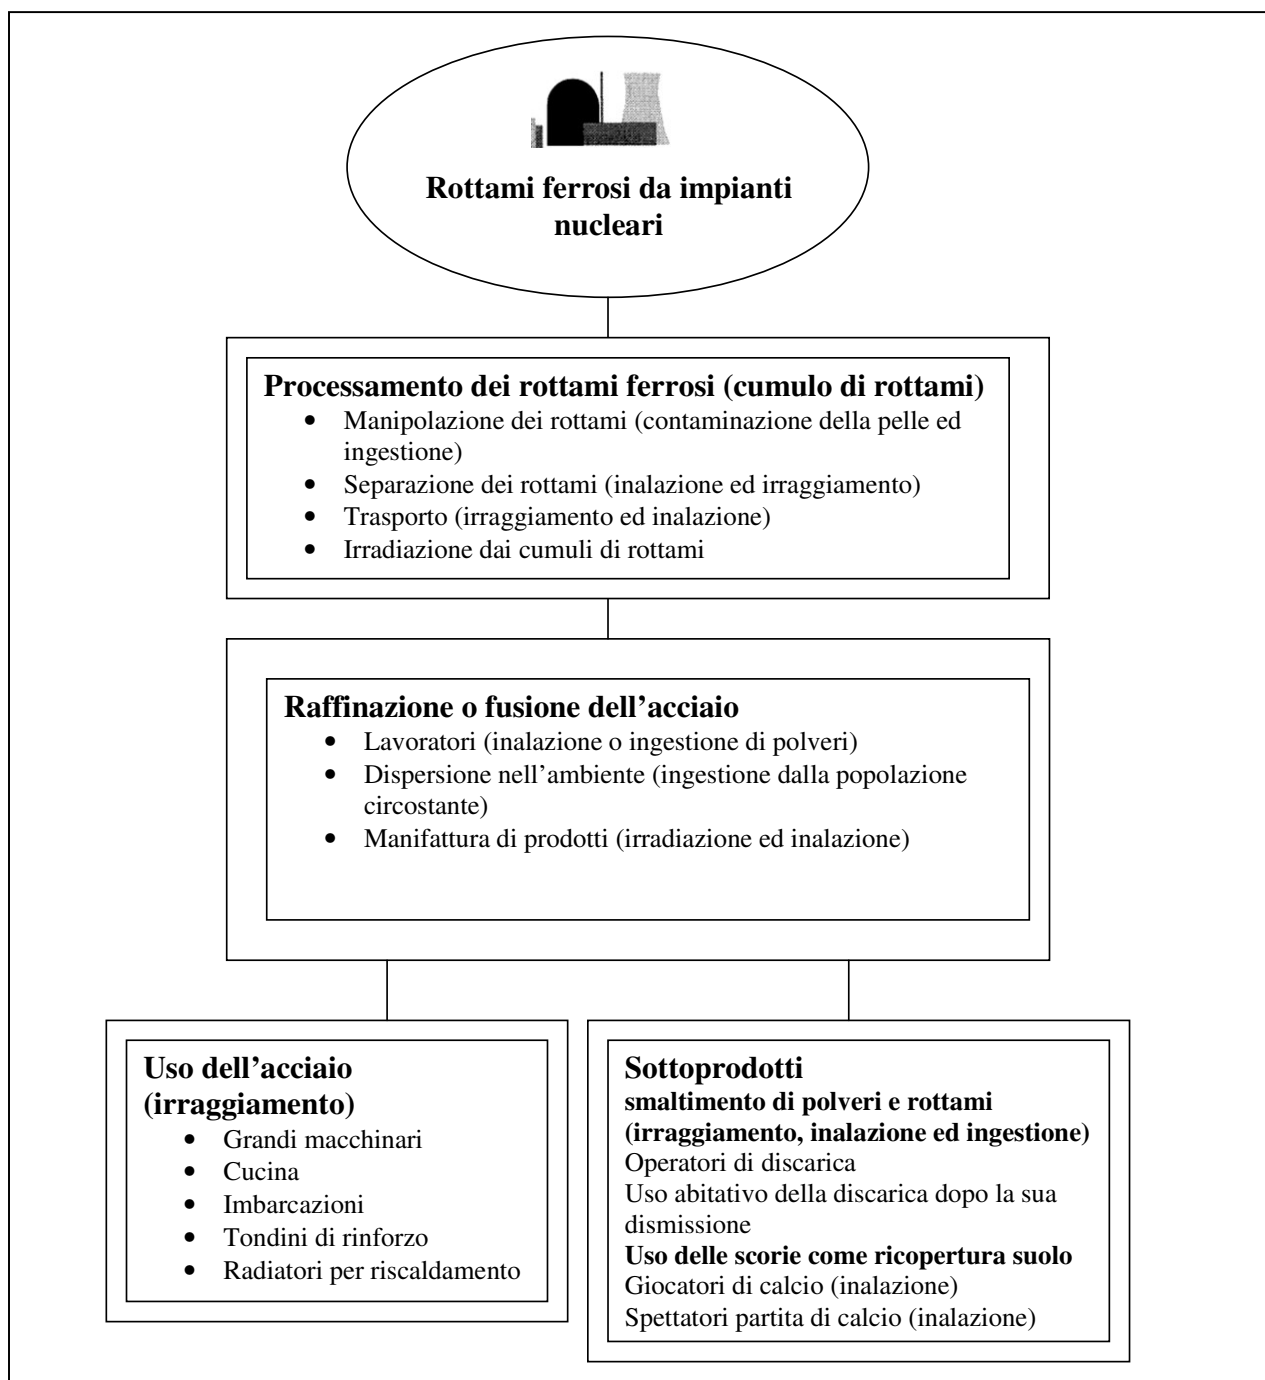 Rottami ferrosi da impianti
nucleari
Processamento dei rottami ferrosi (cumulo di rottami)
• Manipolazione dei rottami (contaminazione della pelle ed
ingestione)
• Separazione dei rottami (inalazione ed irraggiamento)
• Trasporto (irraggiamento ed inalazione)
• Irradiazione dai cumuli di rottami
Raffinazione o fusione dell’acciaio
• Lavoratori (inalazione o ingestione di polveri)
• Dispersione nell’ambiente (ingestione dalla popolazione
circostante)
• Manifattura di prodotti (irradiazione ed inalazione)
Uso dell’acciaio
(irraggiamento)
• Grandi macchinari
• Cucina
• Imbarcazioni
• Tondini di rinforzo
• Radiatori per riscaldamento
Sottoprodotti
smaltimento di polveri e rottami
(irraggiamento, inalazione ed ingestione)
Operatori di discarica
Uso abitativo della discarica dopo la sua
dismissione
Uso delle scorie come ricopertura suolo
Giocatori di calcio (inalazione)
Spettatori partita di calcio (inalazione)